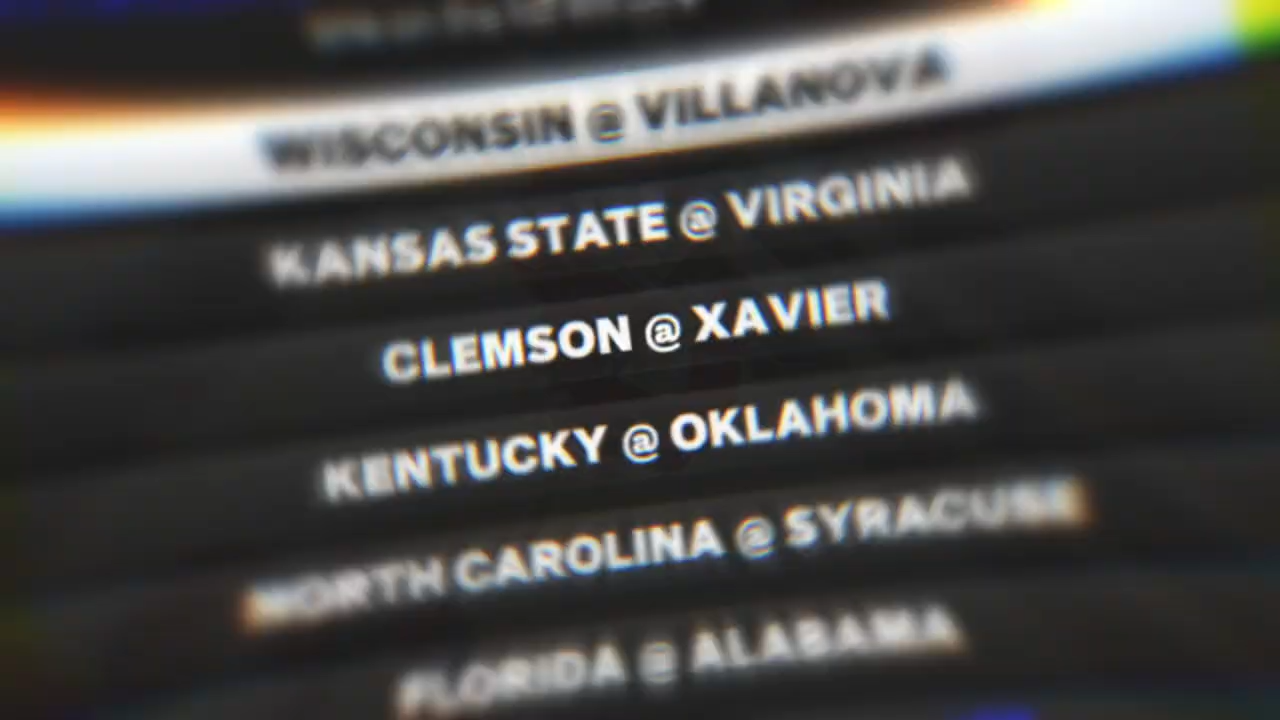 WISCONSIN @ VILLANOVA
KANSAS STATE @ VIRGINIA
CLEMSON @ XAVIER
KENTUCKY @ OKLAHOMA
NORTH CAROLINA @ SYRACUSE
FLORIDA @ ALABAMA